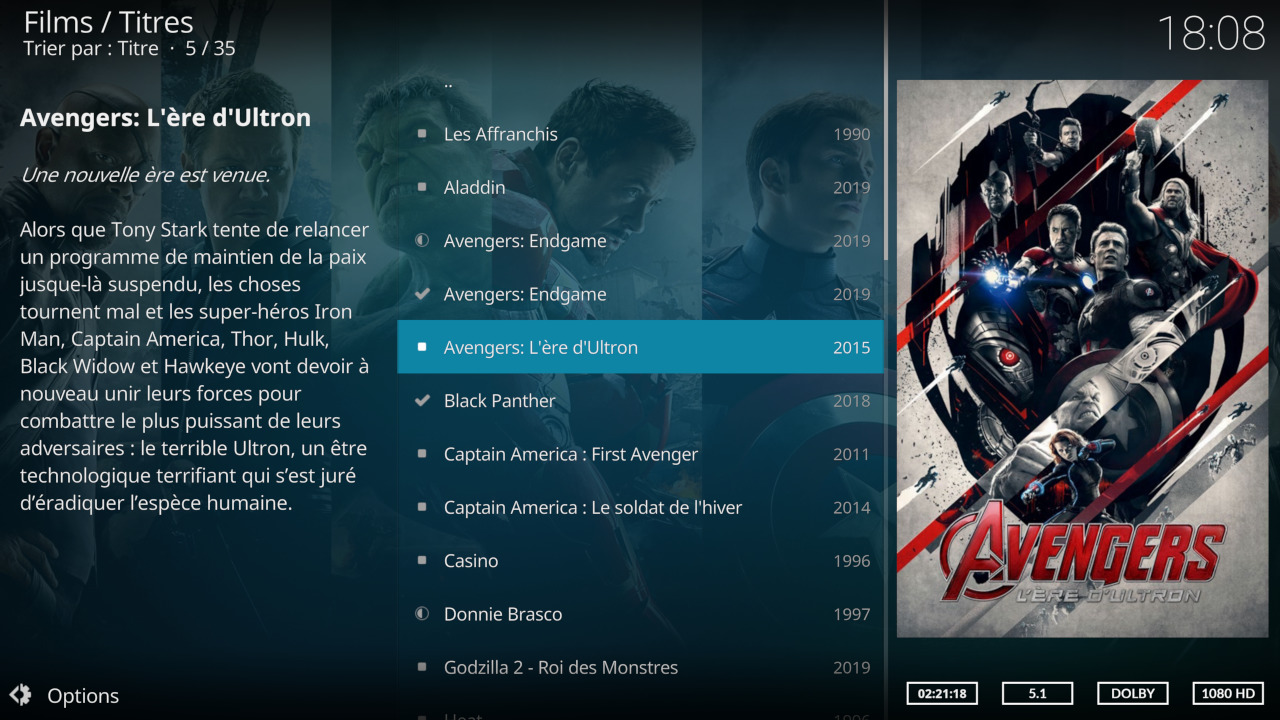 Films / Titres
Trier par : Titre · 5 / 35
18:08
Avengers: L'ère d'Ultron
Une nouvelle ère est venue.
Alors que Tony Stark tente de relancer
un programme de maintien de la paix
jusque-là suspendu, les choses
tournent mal et les super-héros Iron
Man, Captain America, Thor, Hulk,
Black Widow et Hawkeye vont devoir à
nouveau unir leurs forces pour
combattre le plus puissant de leurs
adversaires : le terrible Ultron, un être
technologique terrifiant qui s’est juré
d’éradiquer l’espèce humaine.
..
Les Affranchis 1990
Aladdin 2019
Avengers: Endgame 2019
Avengers: Endgame 2019
Avengers: L'ère d'Ultron 2015
Black Panther 2018
Captain America : First Avenger 2011
Captain America : Le soldat de l'hiver 2014
Casino 1996
Donnie Brasco 1997
Godzilla 2 - Roi des Monstres 2019
AVENGERS
L'ÈRE D'ULTRON
Options
02:21:18 5.1 DOLBY 1080 HD